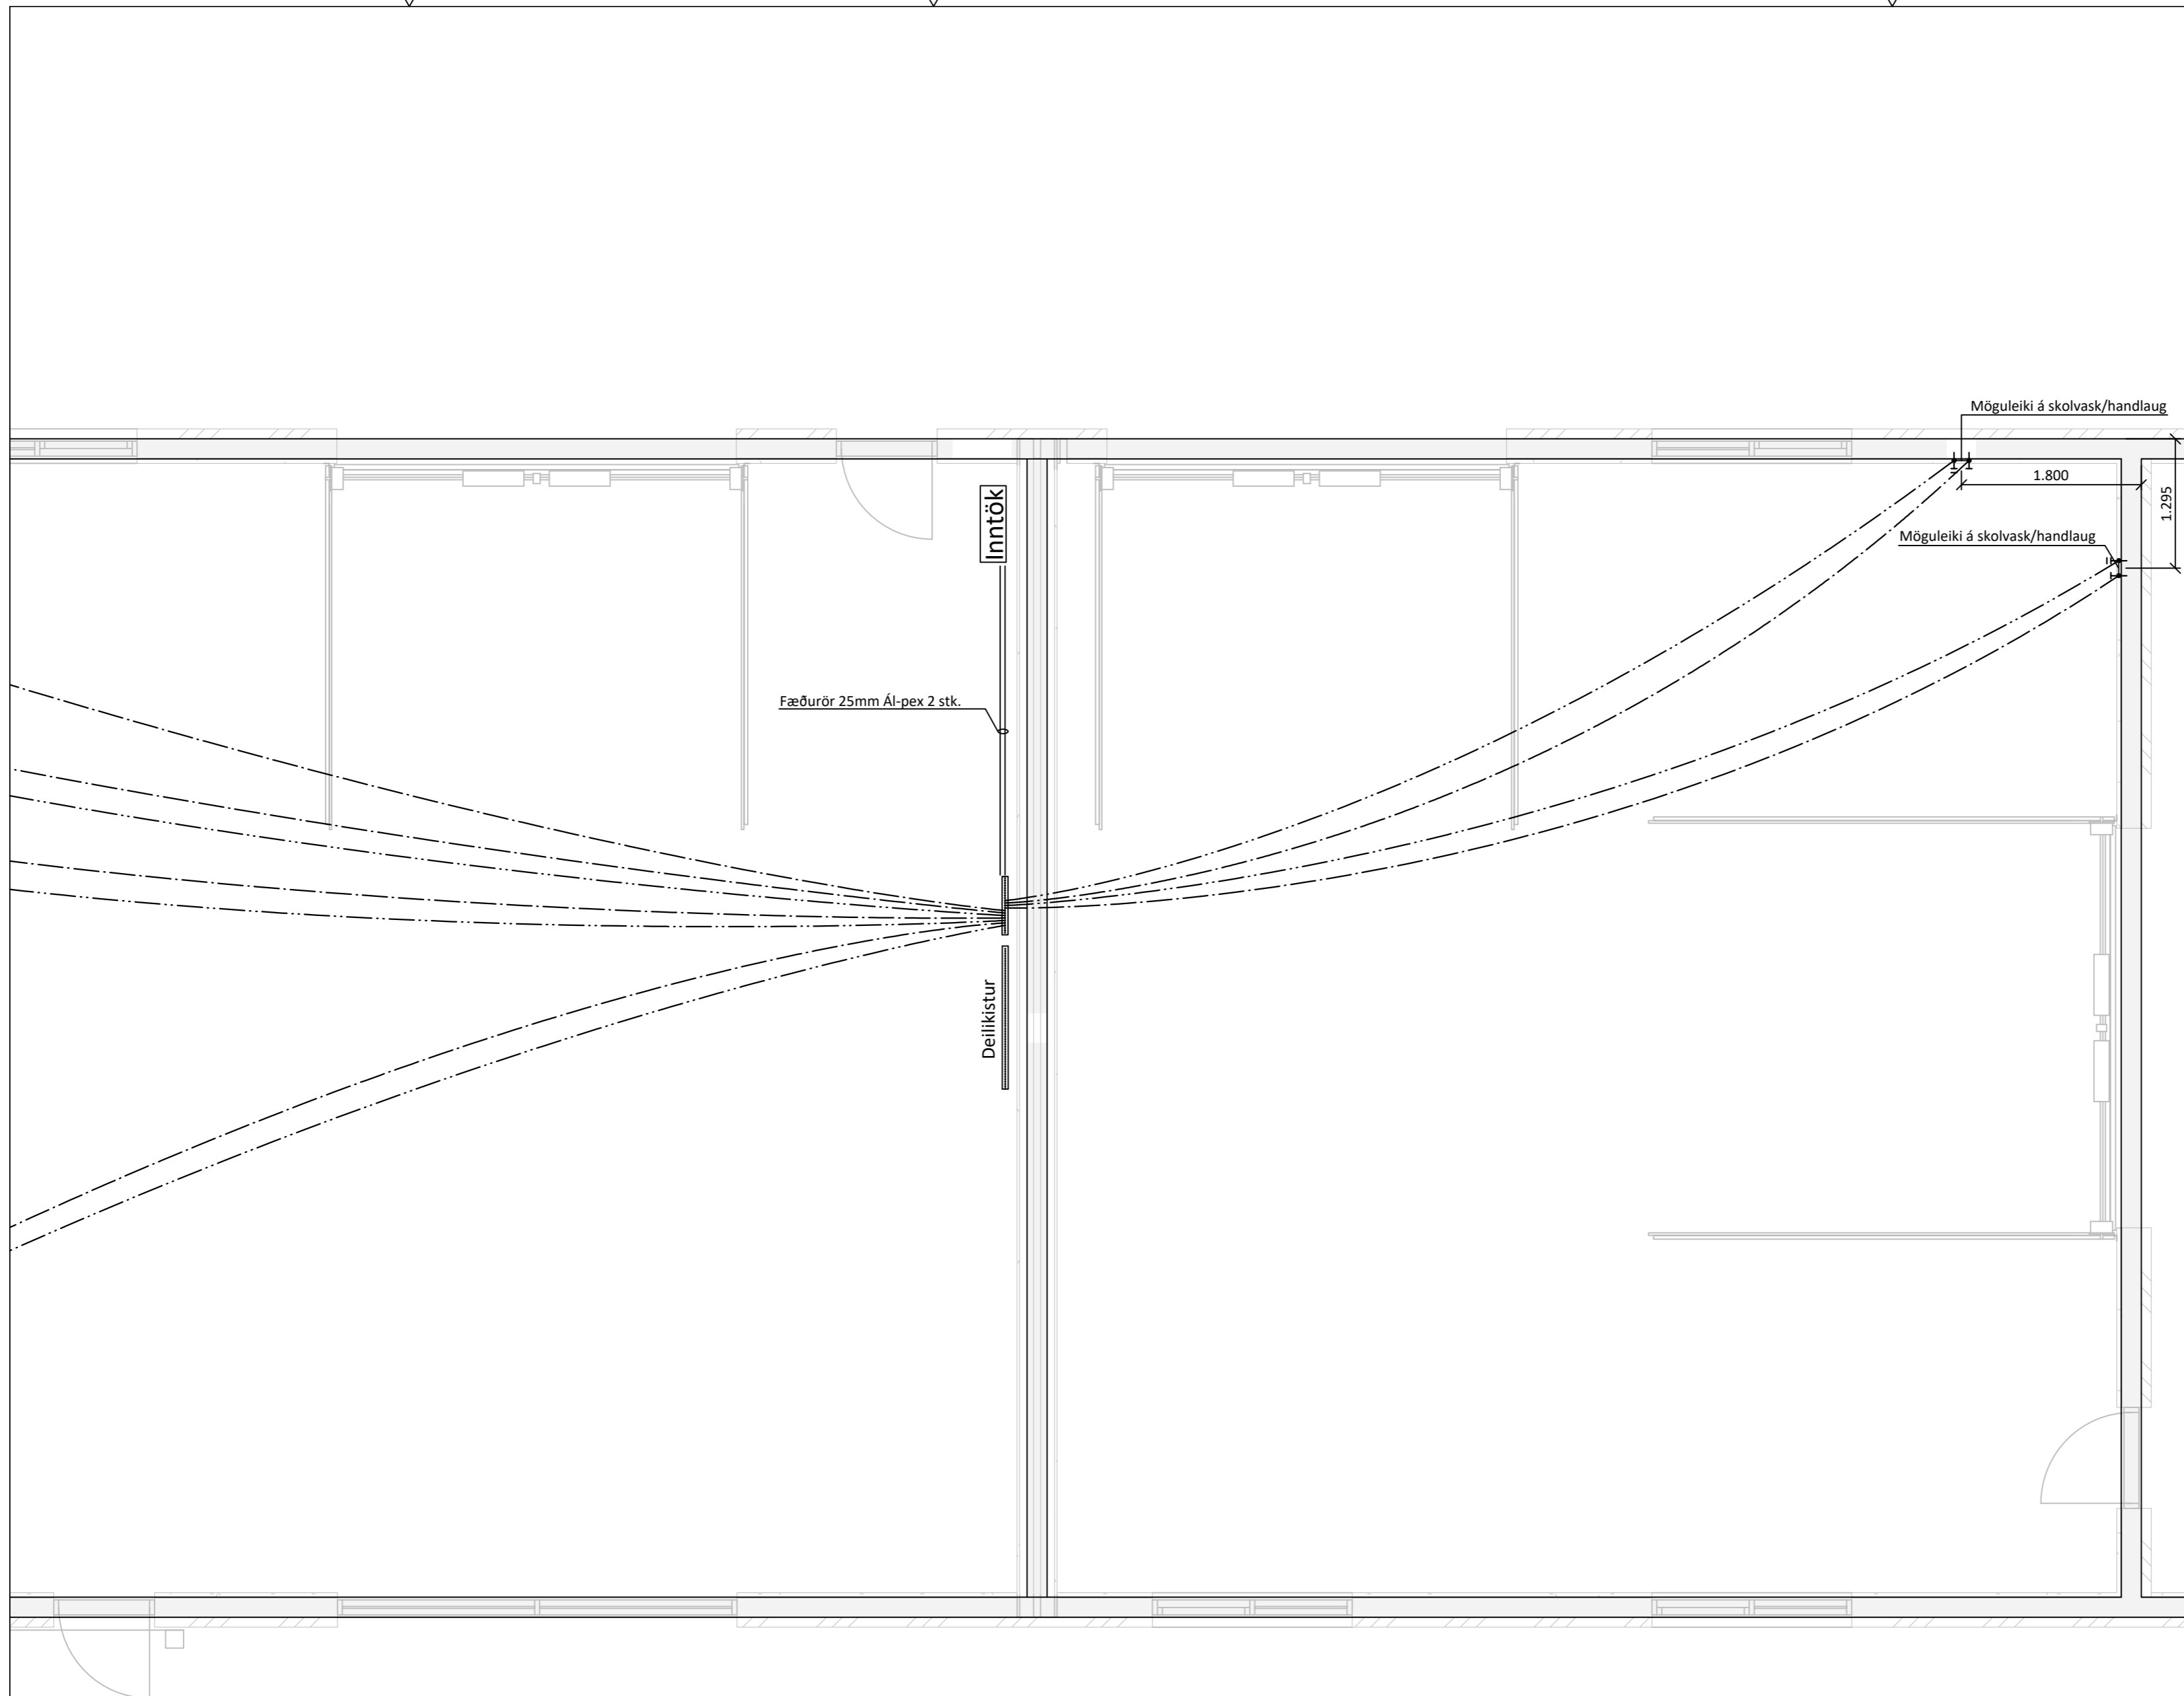 Möguleiki á skolvask/handlaug
1.800
1.295
Inntök
Möguleiki á skolvask/handlaug
Fæðurör 25mm Ál-pex 2 stk.
Deilikistur